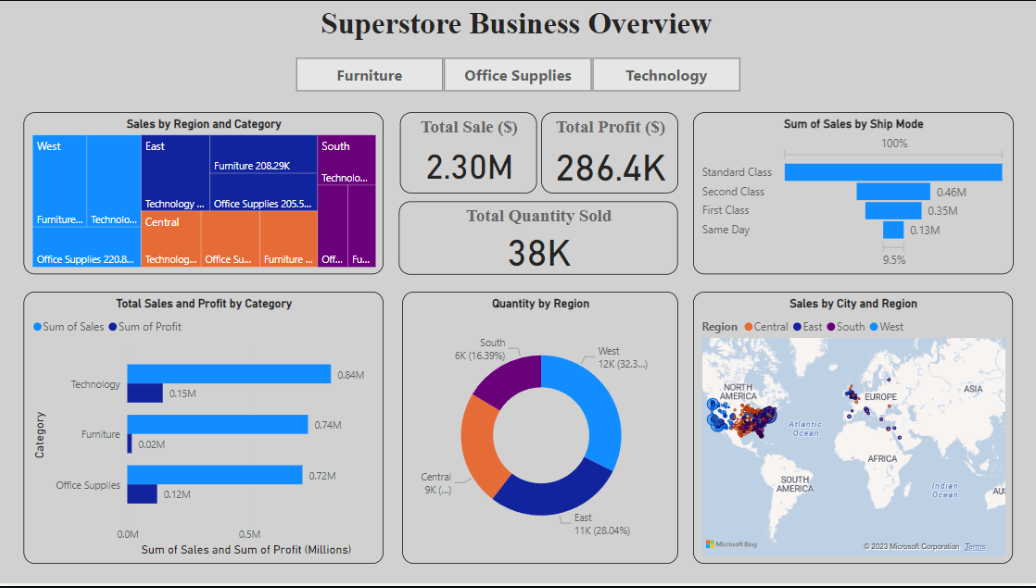 Superstore Business Overview
Furniture
Office Supplies
Technology
Sales by Region and Category
West
Furniture...
Technolo...
Office Supplies 220.8...
East
Technology ...
Furniture 208.29K
Office Supplies 205.5...
Central
Technolog...
Office Su...
Furniture ...
South
Technolo...
Off...
Fu...
Total Sale ($)
2.30M
Total Profit ($)
286.4K
Total Quantity Sold
38K
Sum of Sales by Ship Mode
100%
Standard Class
Second Class
0.46M
First Class
0.35M
Same Day
0.13M
9.5%
Total Sales and Profit by Category
Sum of Sales
Sum of Profit
Category
Technology
0.84M
0.15M
Furniture
0.74M
0.02M
Office Supplies
0.72M
0.12M
0.0M
0.5M
Sum of Sales and Sum of Profit (Millions)
Quantity by Region
South
6K (16.39%)
West
12K (32.3...)
Central
9K (...)
East
11K (28.04%)
Sales by City and Region
Region
Central
East
South
West
NORTH
AMERICA
EUROPE
ASIA
Atlantic
Ocean
AFRICA
SOUTH
AMERICA
Indian
Ocean
AU
Microsoft Bing
© 2023 Microsoft Corporation
Terms